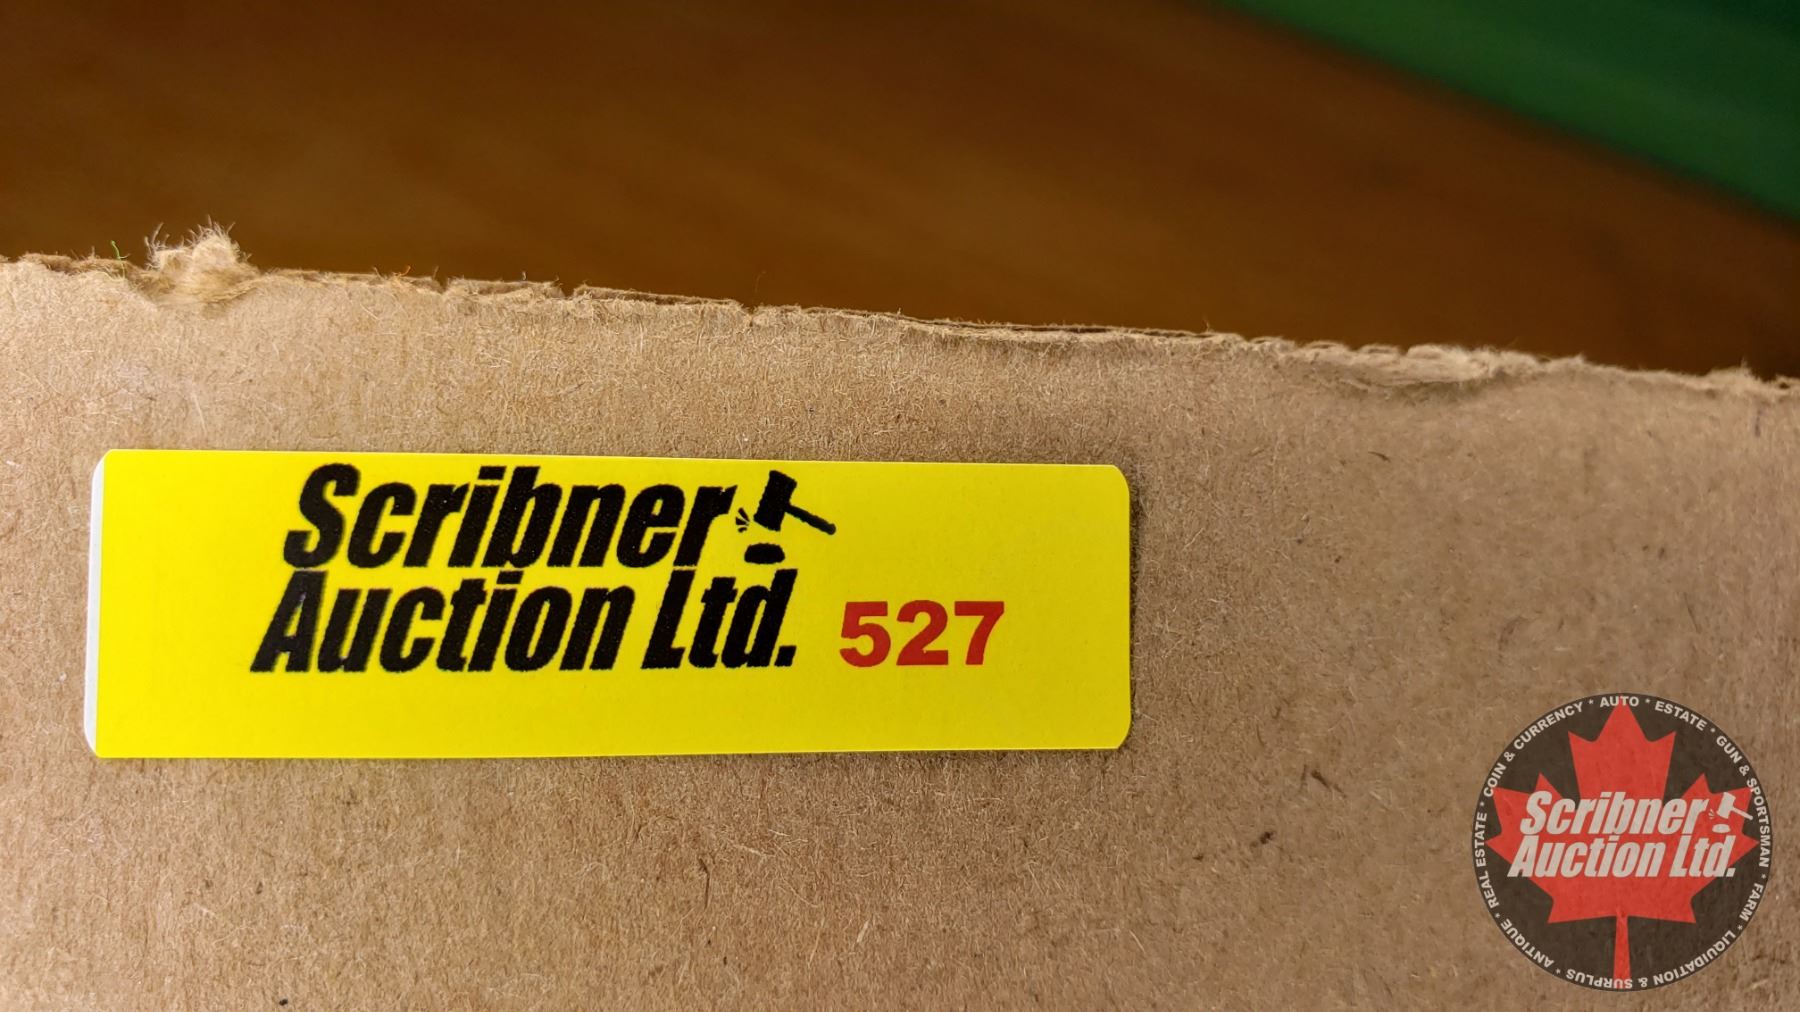 Scribner
Auction Ltd. 527
COIN & CURRENCY * AUTO * ESTATE * GUN & SPORTSMAN * FARM * LIQUIDATION & SURPLUS * ANTIQUE * REAL ESTATE *
Scribner
Auction Ltd.